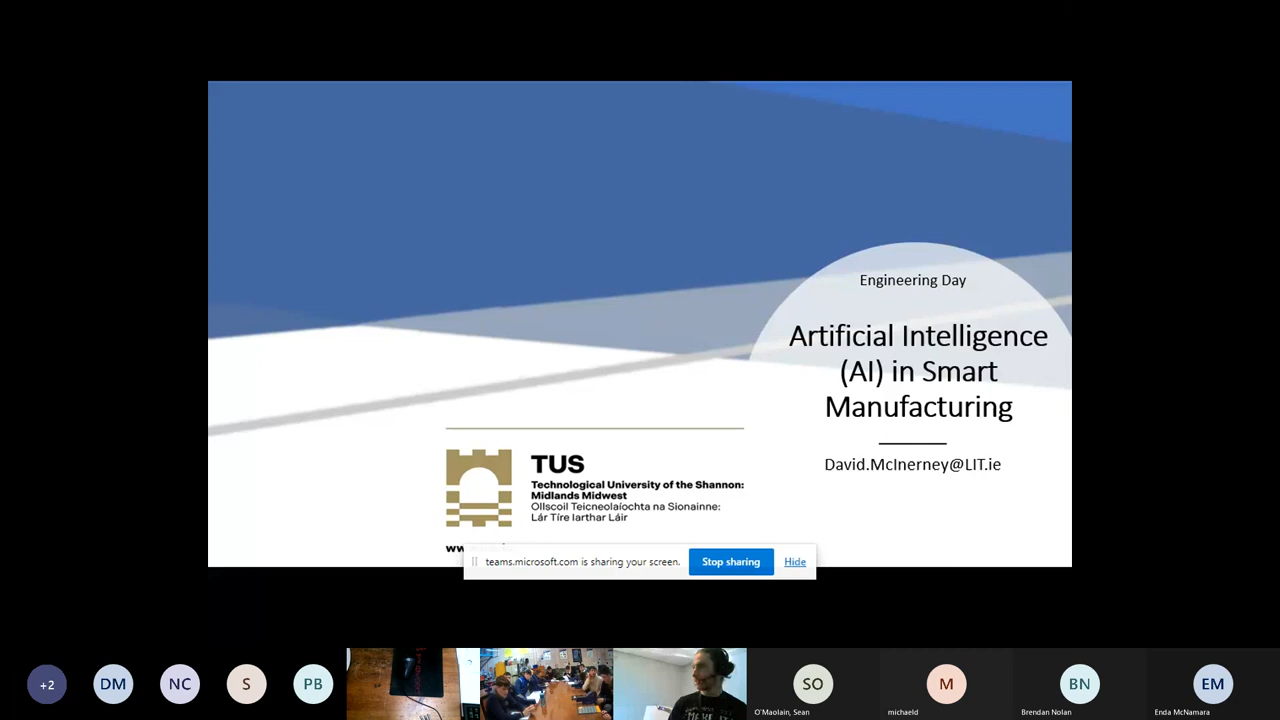 Engineering Day
Artificial Intelligence
(AI) in Smart
Manufacturing
David.McInerney@LIT.ie
TUS
Technological University of the Shannon:
Midlands Midwest
Ollscoil Teicneolaíochta na Sionainne:
Lár Tíre Iarthar Láir
teams.microsoft.com is sharing your screen.
Stop sharing
Hide
+2
DM
NC
S
PB
SO
M
BN
EM
O'Maolain, Sean
michaeld
Brendan Nolan
Enda McNamara